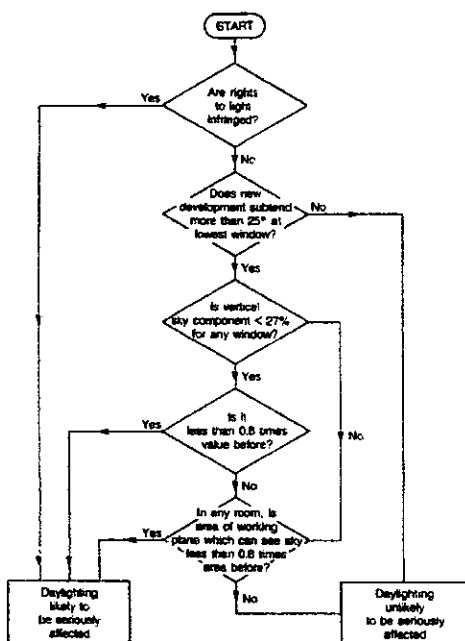 START
Yes
Are rights
to light
infringed?
No
Does new
development subtend
more than 25° at
lowest window?
No
Yes
Is vertical
sky component < 27%
for any window?
Yes
Is it
less than 0.8 times
value before?
Yes
No
No
In any room, is
area of working
plane which can see sky
less than 0.8 times
area before?
Yes
No
Daylighting
likely to
be seriously
affected
Daylighting
unlikely
to be seriously
affected